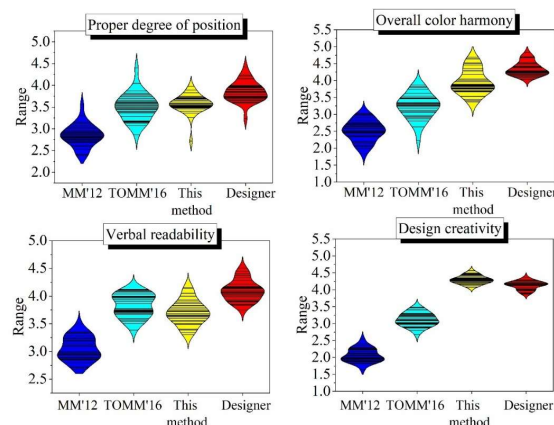 Proper degree of position
Range
5.0
4.5
4.0
3.5
3.0
2.5
2.0
MM'12 TOMM'16 This Designer
method
Overall color harmony
Range
5.0
4.5
4.0
3.5
3.0
2.5
2.0
1.5
1.0
MM'12 TOMM'16 This Designer
method
Verbal readability
Range
5.0
4.5
4.0
3.5
3.0
2.5
MM'12 TOMM'16 This Designer
method
Design creativity
Range
5.5
5.0
4.5
4.0
3.5
3.0
2.5
2.0
1.5
1.0
MM'12 TOMM'16 This Designer
method